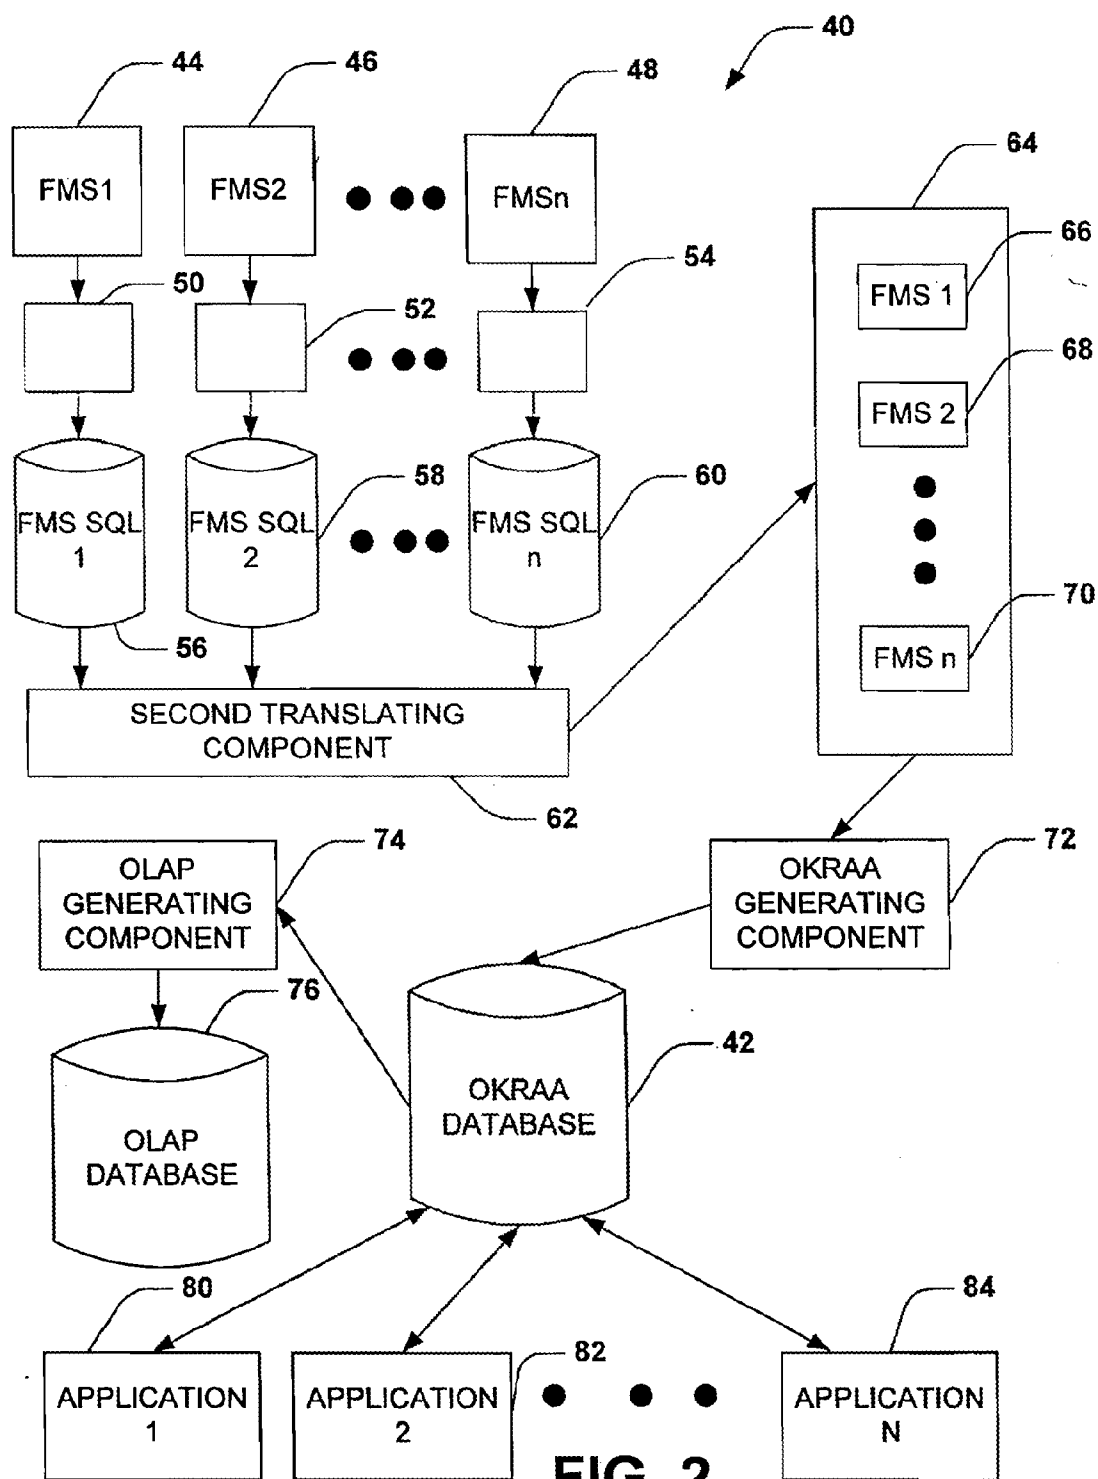 40
44
46
48
64
FMS1
FMS2
FMSn
66
FMS 1
50
52
54
68
FMS 2
58
60
FMS SQL
1
FMS SQL
2
FMS SQL
n
70
56
FMS n
SECOND TRANSLATING
COMPONENT
62
74
72
OLAP
GENERATING
COMPONENT
OKRAA
GENERATING
COMPONENT
76
42
OKRAA
DATABASE
OLAP
DATABASE
80
84
82
APPLICATION
1
APPLICATION
2
APPLICATION
N
FIG. 2